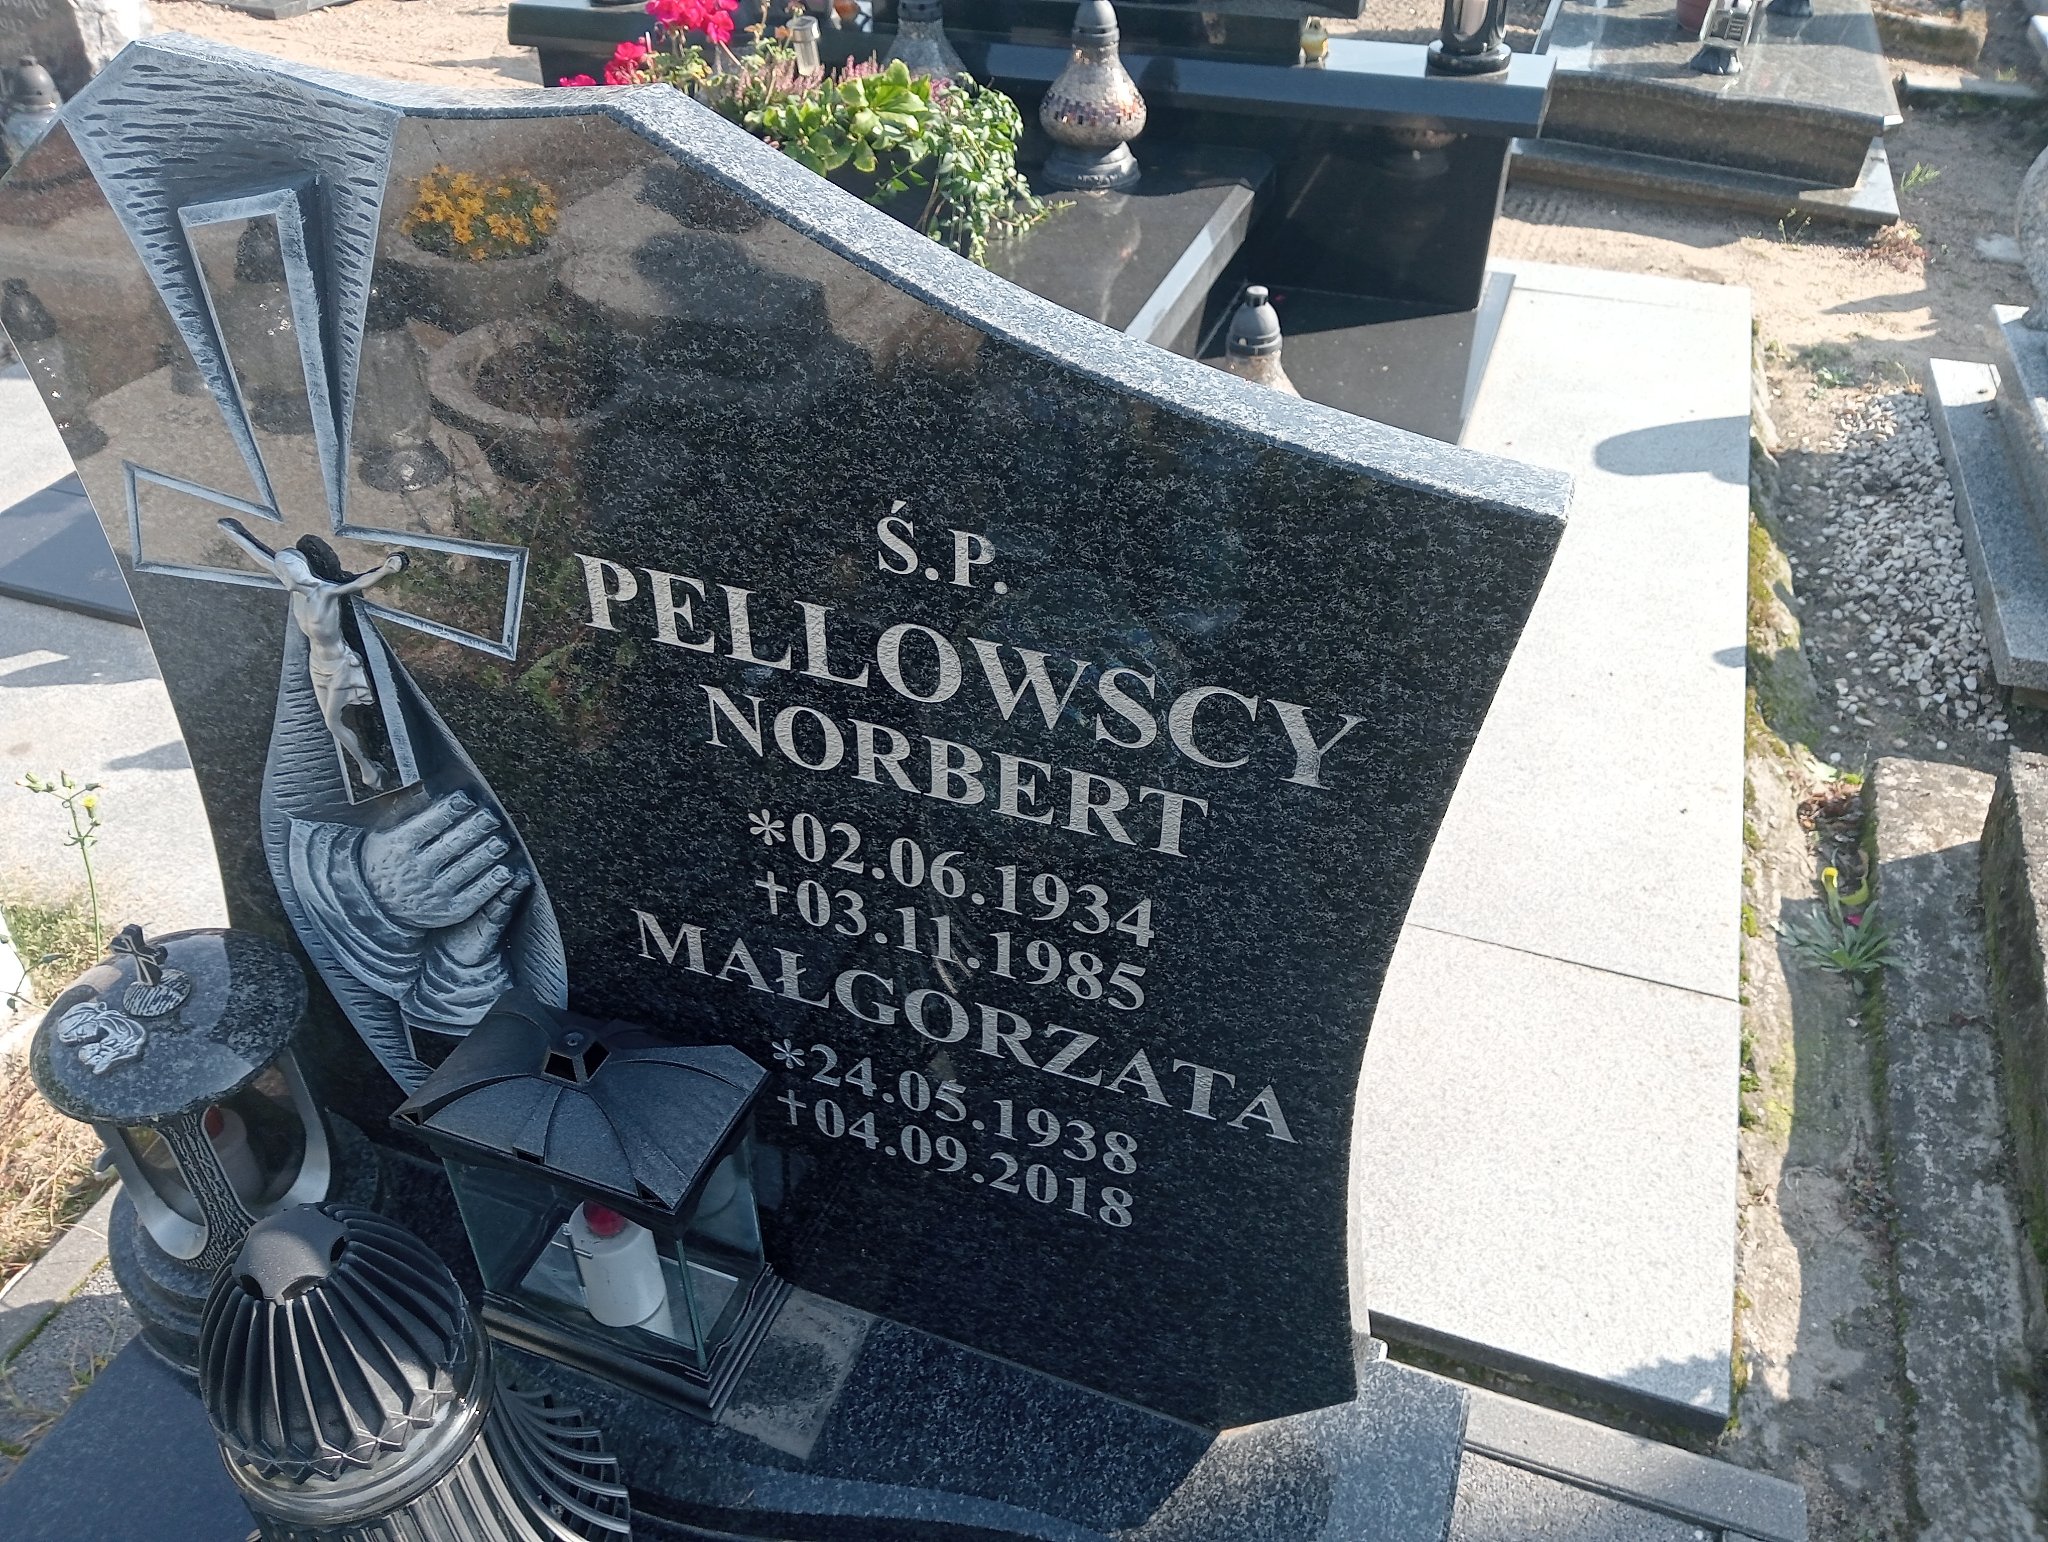 Ś.P.
PELLOWSCY
NORBERT
*02.06.1934
†03.11.1985
MAŁGORZATA
*24.05.1938
†04.09.2018